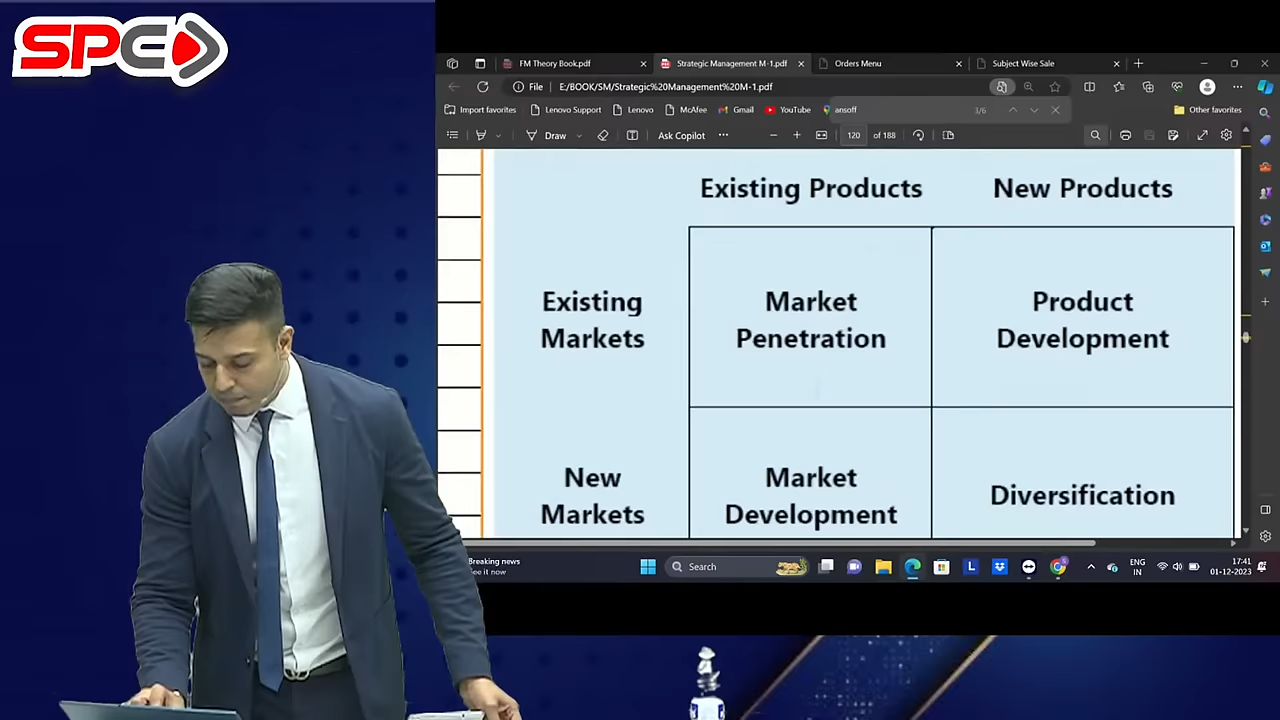 SPC
FM Theory Book.pdf
Strategic Management M-1.pdf
Orders Menu
Subject Wise Sale
File
E:/BOOK/SM/Strategic%20Management%20M-1.pdf
Import favorites
Lenovo Support
Lenovo
McAfee
Gmail
YouTube
ansoff
3/6
Other favorites
Draw
Ask Copilot
120
of 188
Existing Products
New Products
Existing
Markets
Market
Penetration
Product
Development
New
Markets
Market
Development
Diversification
Breaking news
See it now
Search
ENG
IN
17:41
01-12-2023